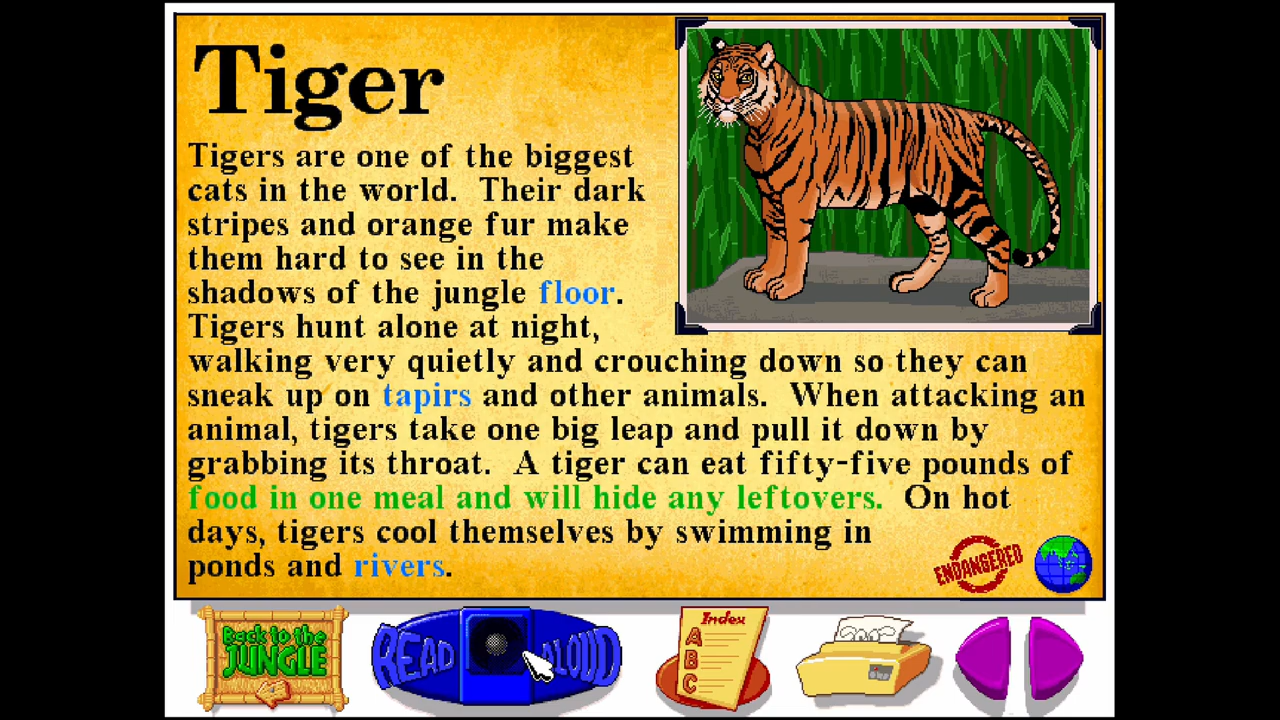 Tiger
Tigers are one of the biggest
cats in the world.  Their dark
stripes and orange fur make
them hard to see in the
shadows of the jungle floor.
Tigers hunt alone at night,
walking very quietly and crouching down so they can
sneak up on tapirs and other animals.  When attacking an
animal, tigers take one big leap and pull it down by
grabbing its throat.  A tiger can eat fifty-five pounds of
food in one meal and will hide any leftovers.  On hot
days, tigers cool themselves by swimming in
ponds and rivers.
ENDANGERED
Back to the
JUNGLE
READ ALOUD
Index
A
B
C